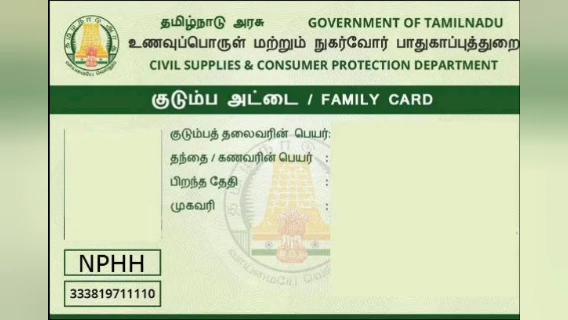 தமிழ்நாடு அரசு GOVERNMENT OF TAMILNADU
உணவுப்பொருள் மற்றும் நுகர்வோர் பாதுகாப்புத்துறை
CIVIL SUPPLIES & CONSUMER PROTECTION DEPARTMENT
குடும்ப அட்டை / FAMILY CARD
குடும்பத் தலைவரின் பெயர்:
தந்தை / கணவரின் பெயர் :
பிறந்த தேதி :
முகவரி :
NPHH
333819711110